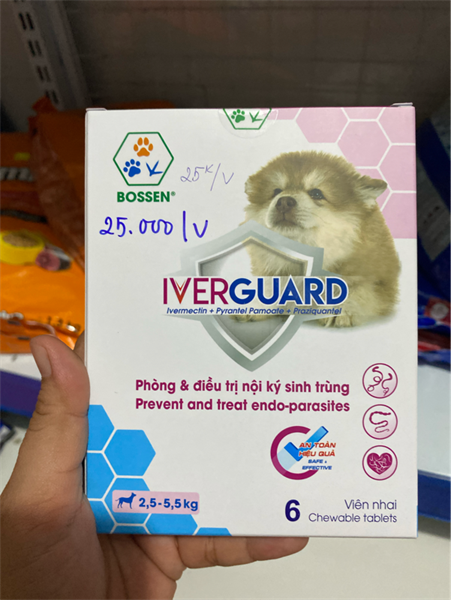 BOSSEN®
25K/V
25.000/V
IVERGUARD
Ivermectin + Pyrantel Pamoate + Praziquantel
Phòng & điều trị nội ký sinh trùng
Prevent and treat endo-parasites
AN TOÀN
HIỆU QUẢ
SAFE +
EFFECTIVE
2,5-5,5 kg
6 Viên nhai
Chewable tablets